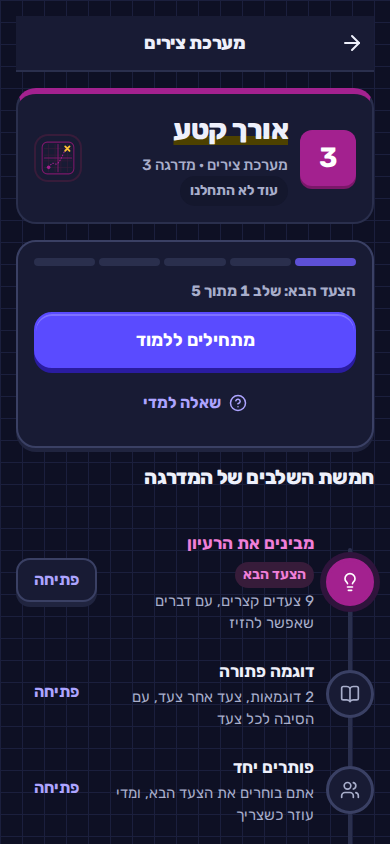 מערכת צירים
3
אורך קטע
מערכת צירים • מדרגה 3
עוד לא התחלנו
הצעד הבא: שלב 1 מתוך 5
מתחילים ללמוד
שאלה למדי
חמשת השלבים של המדרגה
מבינים את הרעיון
הצעד הבא
9 צעדים קצרים, עם דברים
שאפשר להזיז
פתיחה
דוגמה פתורה
2 דוגמאות, צעד אחר צעד, עם
הסיבה לכל צעד
פתיחה
פותרים יחד
אתם בוחרים את הצעד הבא, ומדי
עוזר כשצריך
פתיחה